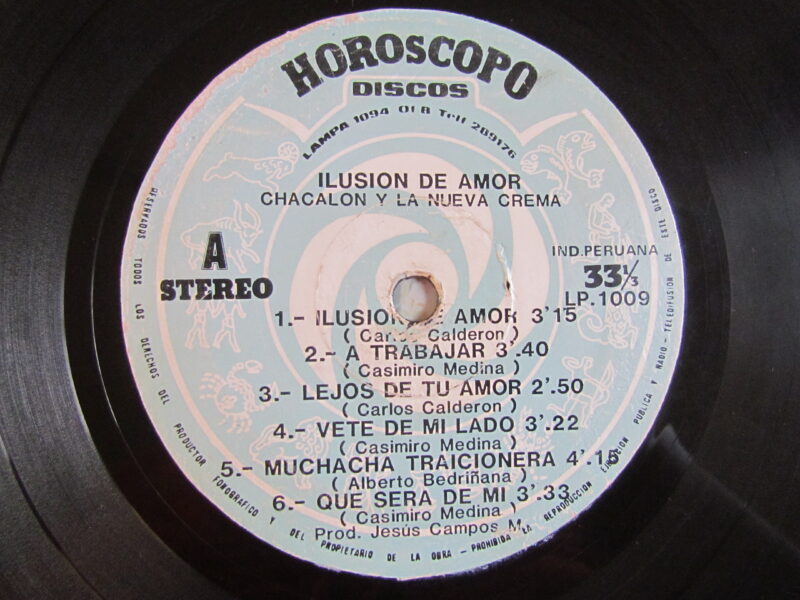 HOROSCOPO
DISCOS
LAMPA 1094 Of 8 Telf 289176
ILUSION DE AMOR
CHACALON Y LA NUEVA CREMA
A
STEREO
IND.PERUANA
33⅓
LP.1009
1.- ILUSION DE AMOR 3'15
( Carlos Calderon )
2.- A TRABAJAR 3'.40
( Casimiro Medina )
3.- LEJOS DE TU AMOR 2'.50
( Carlos Calderon )
4.- VETE DE MI LADO 3'.22
( Casimiro Medina )
5.- MUCHACHA TRAICIONERA 4'.15
( Alberto Bedriñana )
6.- QUE SERA DE MI 3'.33
( Casimiro Medina )
Prod. Jesús Campos M.
RESERVADOS TODOS LOS DERECHOS DEL PRODUCTOR FONOGRAFICO Y DEL PROPIETARIO DE LA OBRA - PROHIBIDA LA REPRODUCCION EJECUCION PUBLICA Y RADIO - TELEDIFUSION DE ESTE DISCO